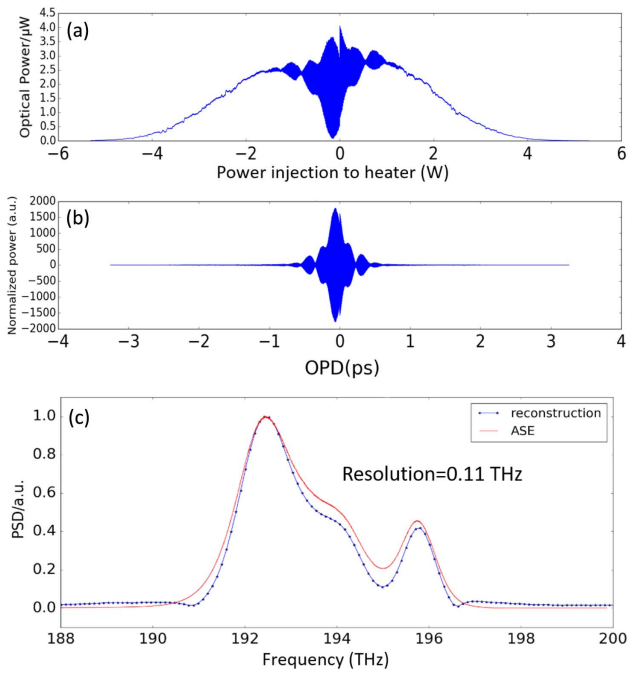 (a)
Optical Power/μW
4.5
4.0
3.5
3.0
2.5
2.0
1.5
1.0
0.5
0.0
−6 −4 −2 0 2 4 6
Power injection to heater (W)
(b)
Normalized power (a.u.)
2000
1500
1000
500
0
−500
−1000
−1500
−2000
−4 −3 −2 −1 0 1 2 3 4
OPD(ps)
(c)
reconstruction
ASE
Resolution=0.11 THz
PSD/a.u.
1.0
0.8
0.6
0.4
0.2
0.0
188 190 192 194 196 198 200
Frequency (THz)